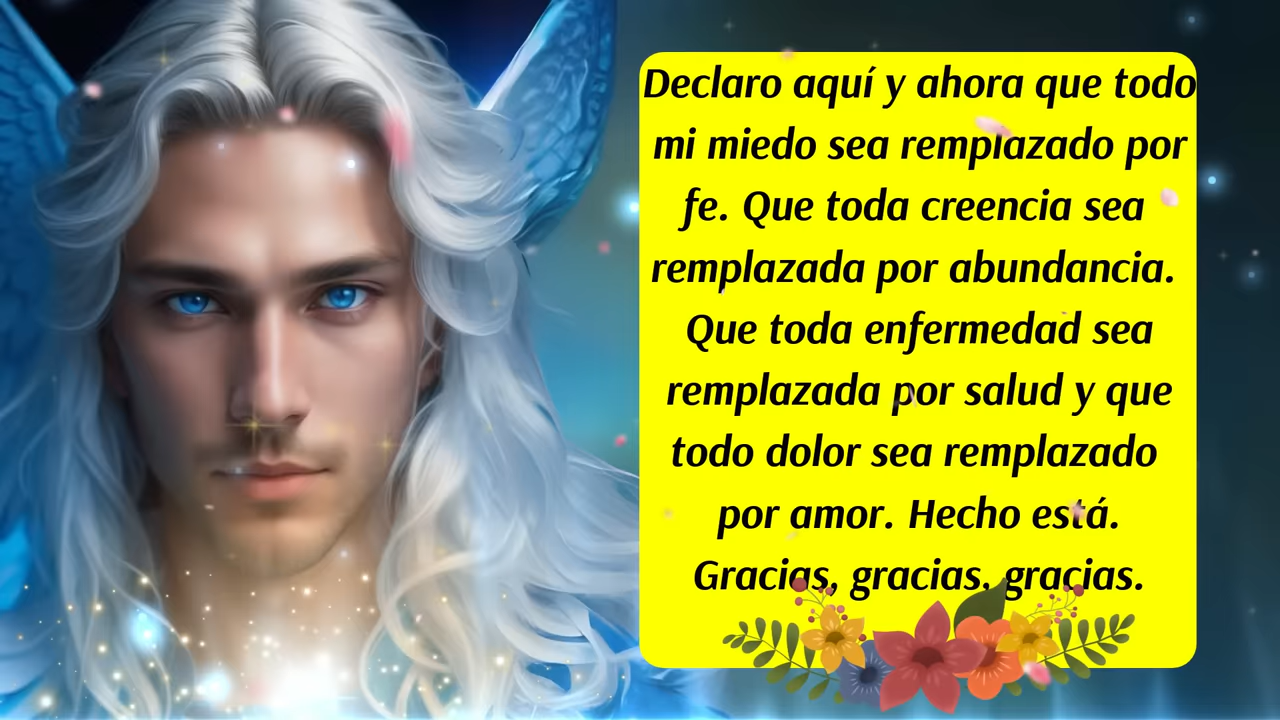 Declaro aquí y ahora que todo
mi miedo sea remplazado por
fe. Que toda creencia sea
remplazada por abundancia.
Que toda enfermedad sea
remplazada por salud y que
todo dolor sea remplazado
por amor. Hecho está.
Gracias, gracias, gracias.